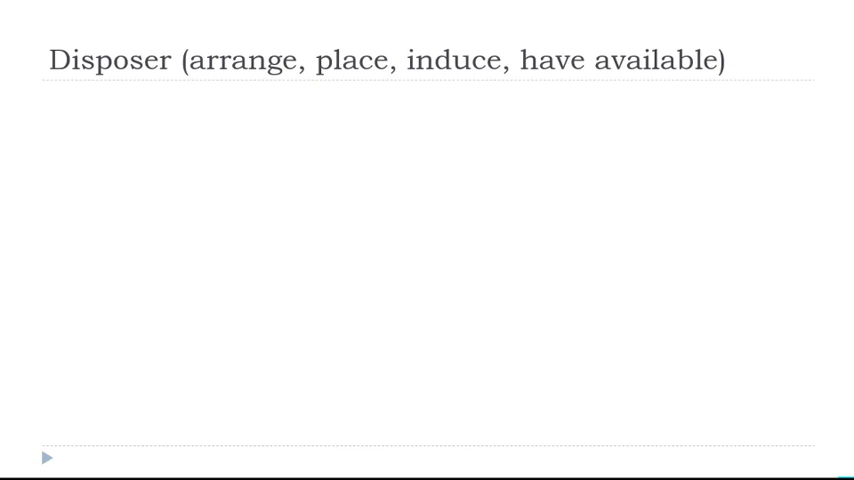 Disposer (arrange, place, induce, have available)